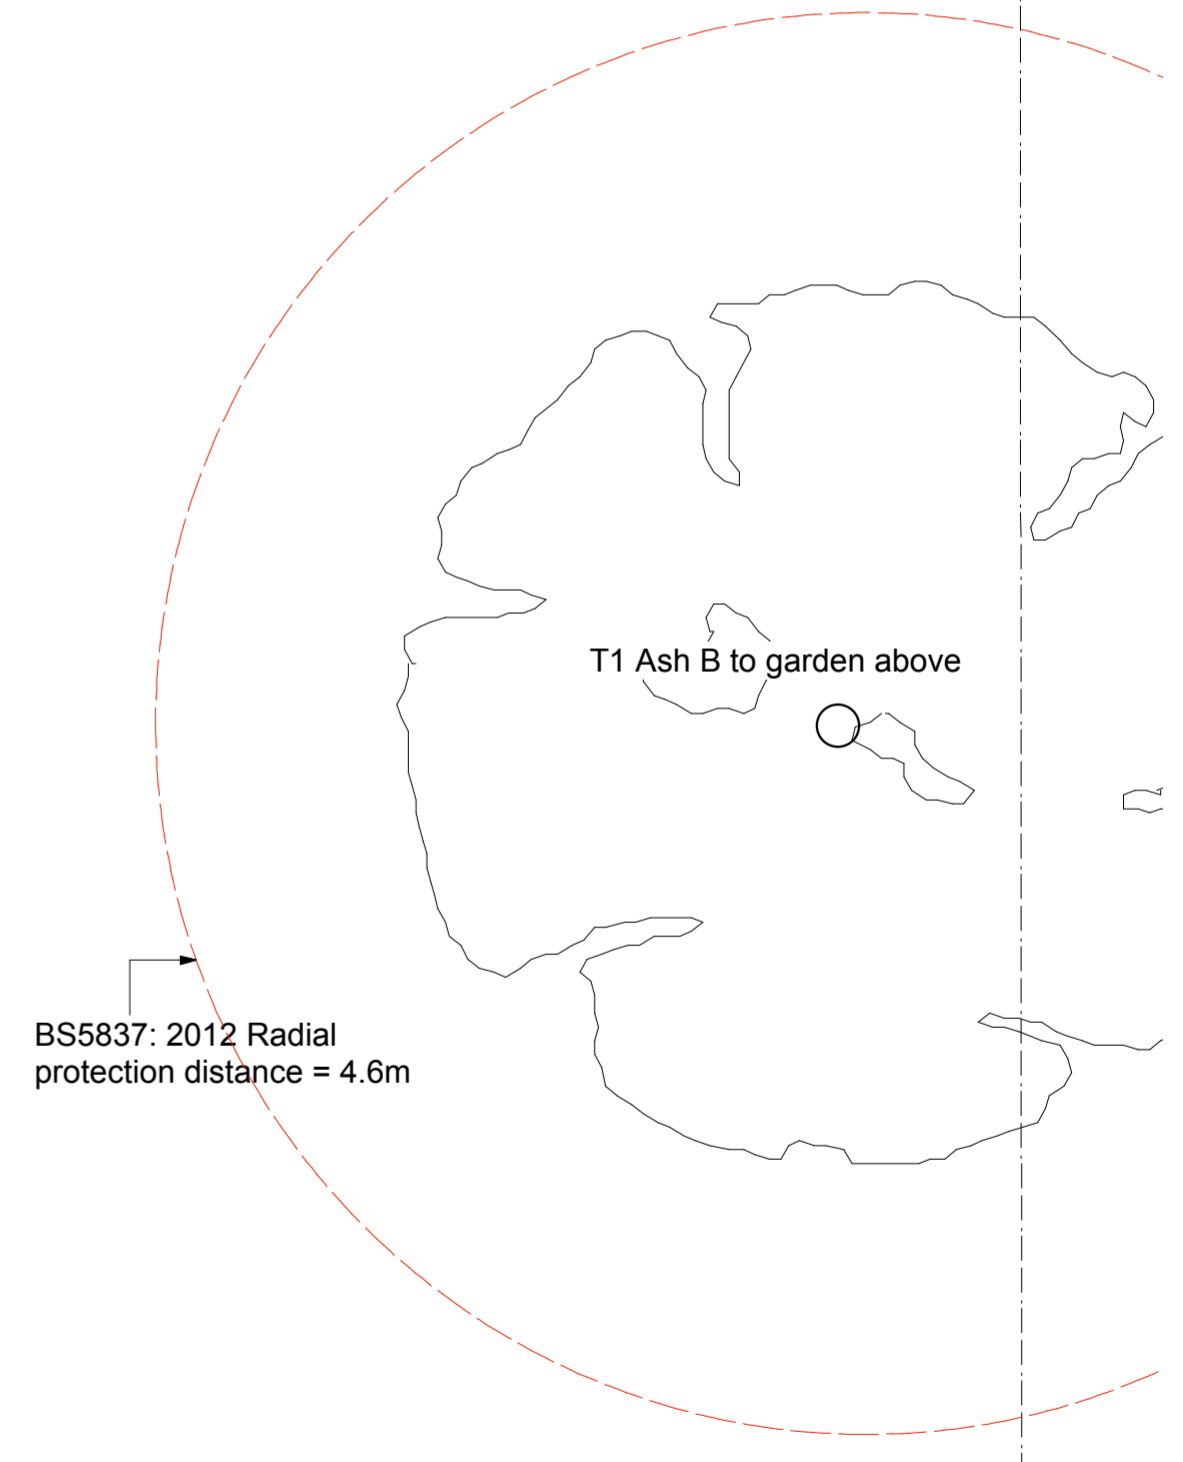 T1 Ash B to garden above
BS5837: 2012 Radial
protection distance = 4.6m